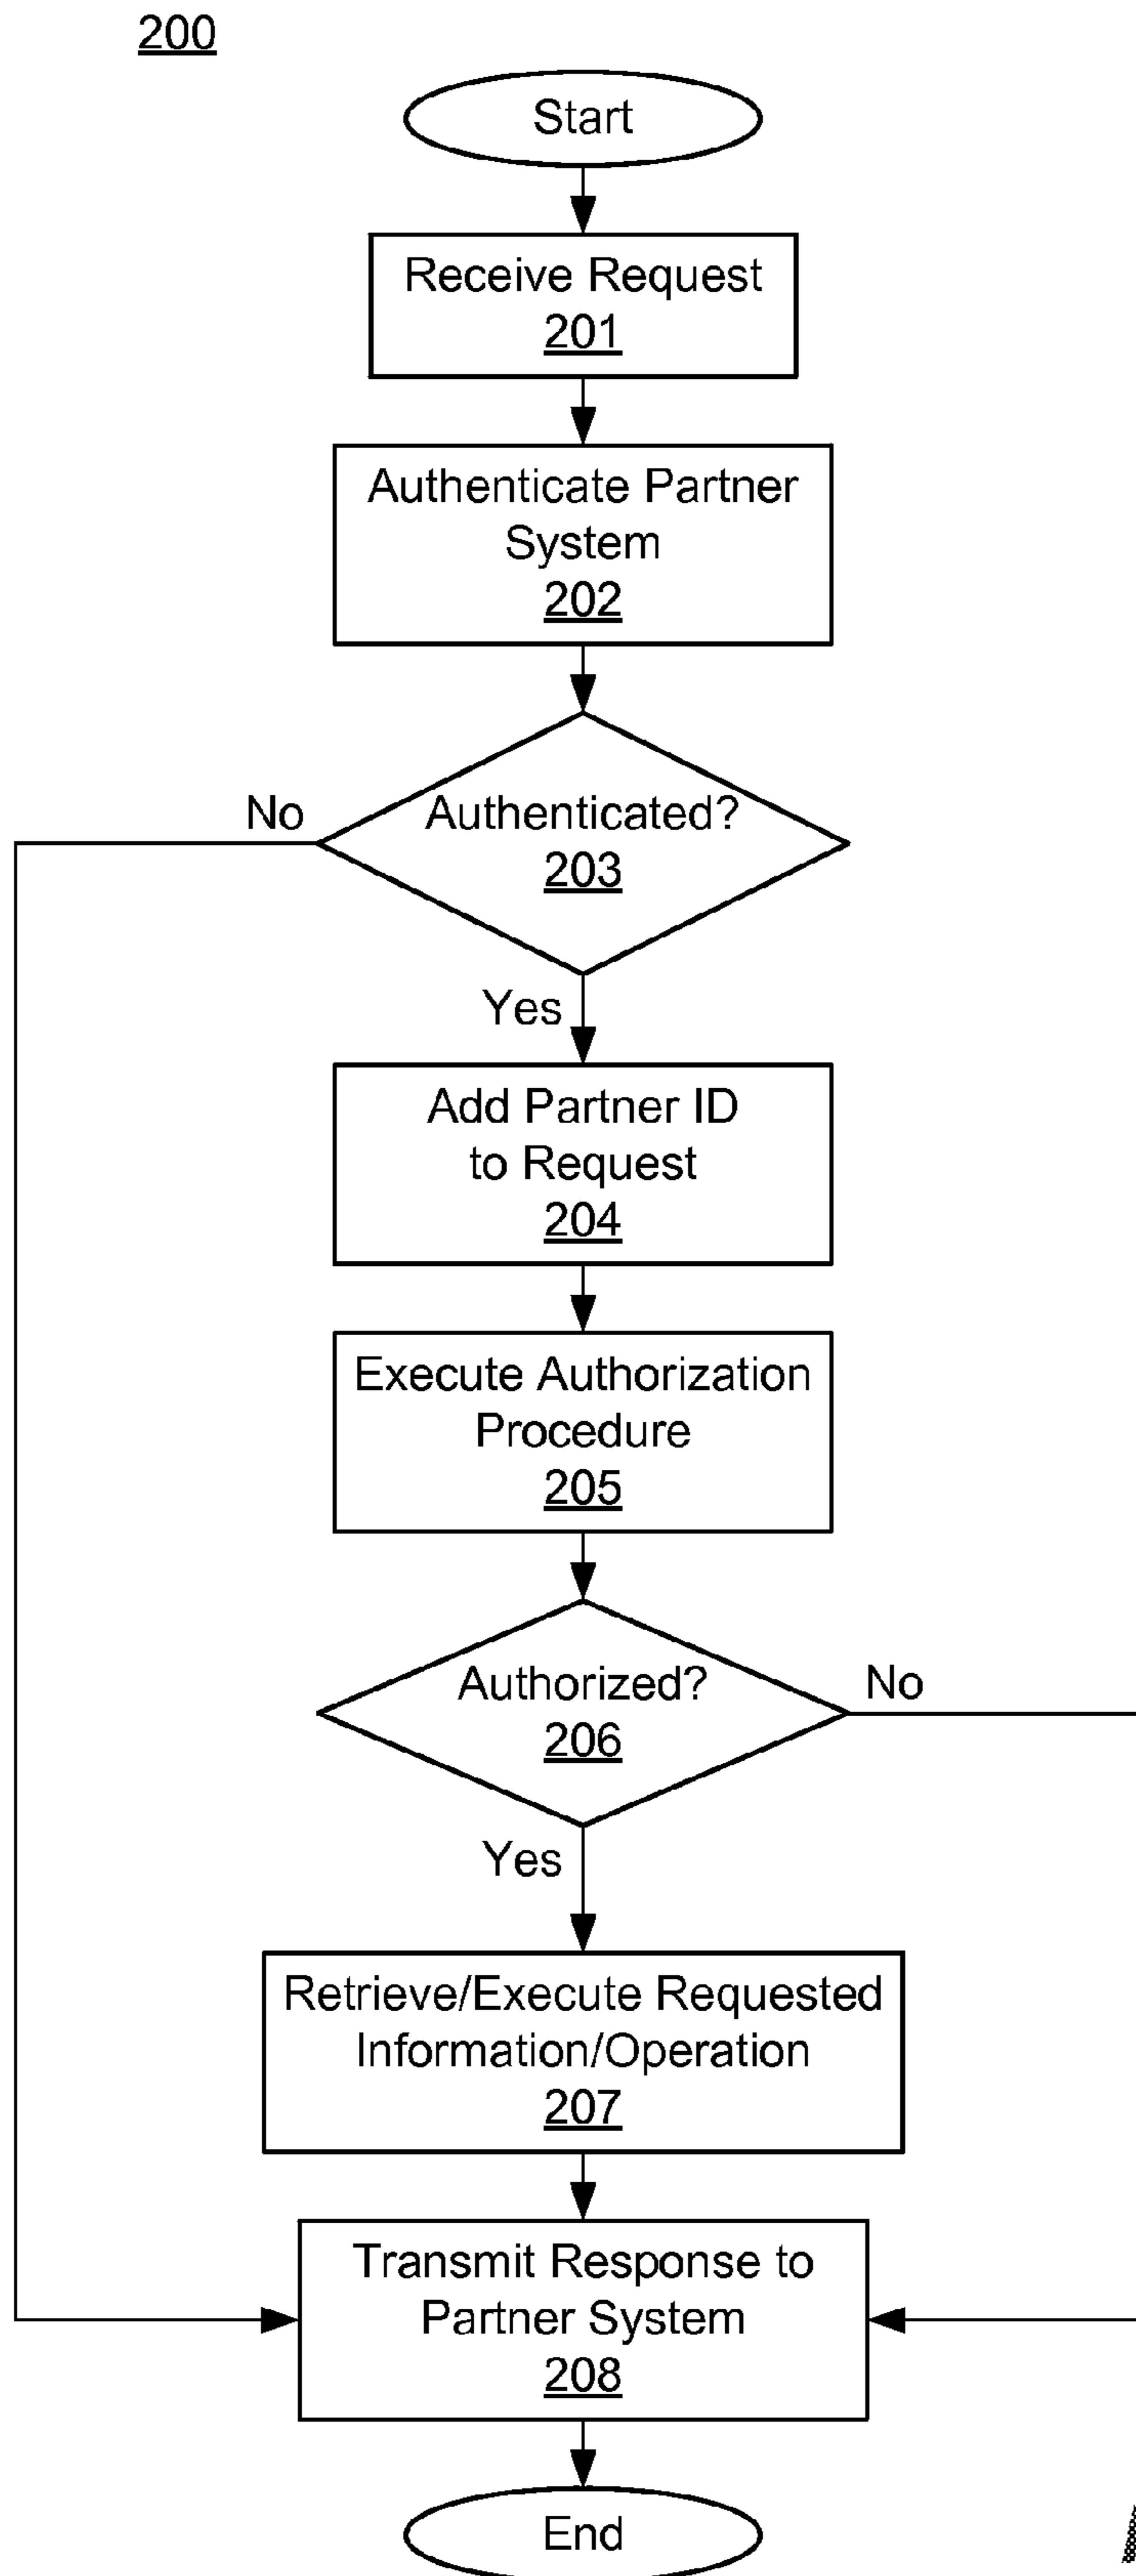 200
Start
Receive Request
201
Authenticate Partner
System
202
No
Authenticated?
203
Yes
Add Partner ID
to Request
204
Execute Authorization
Procedure
205
Authorized?
No
206
Yes
Retrieve/Execute Requested
Information/Operation
207
Transmit Response to
Partner System
208
End